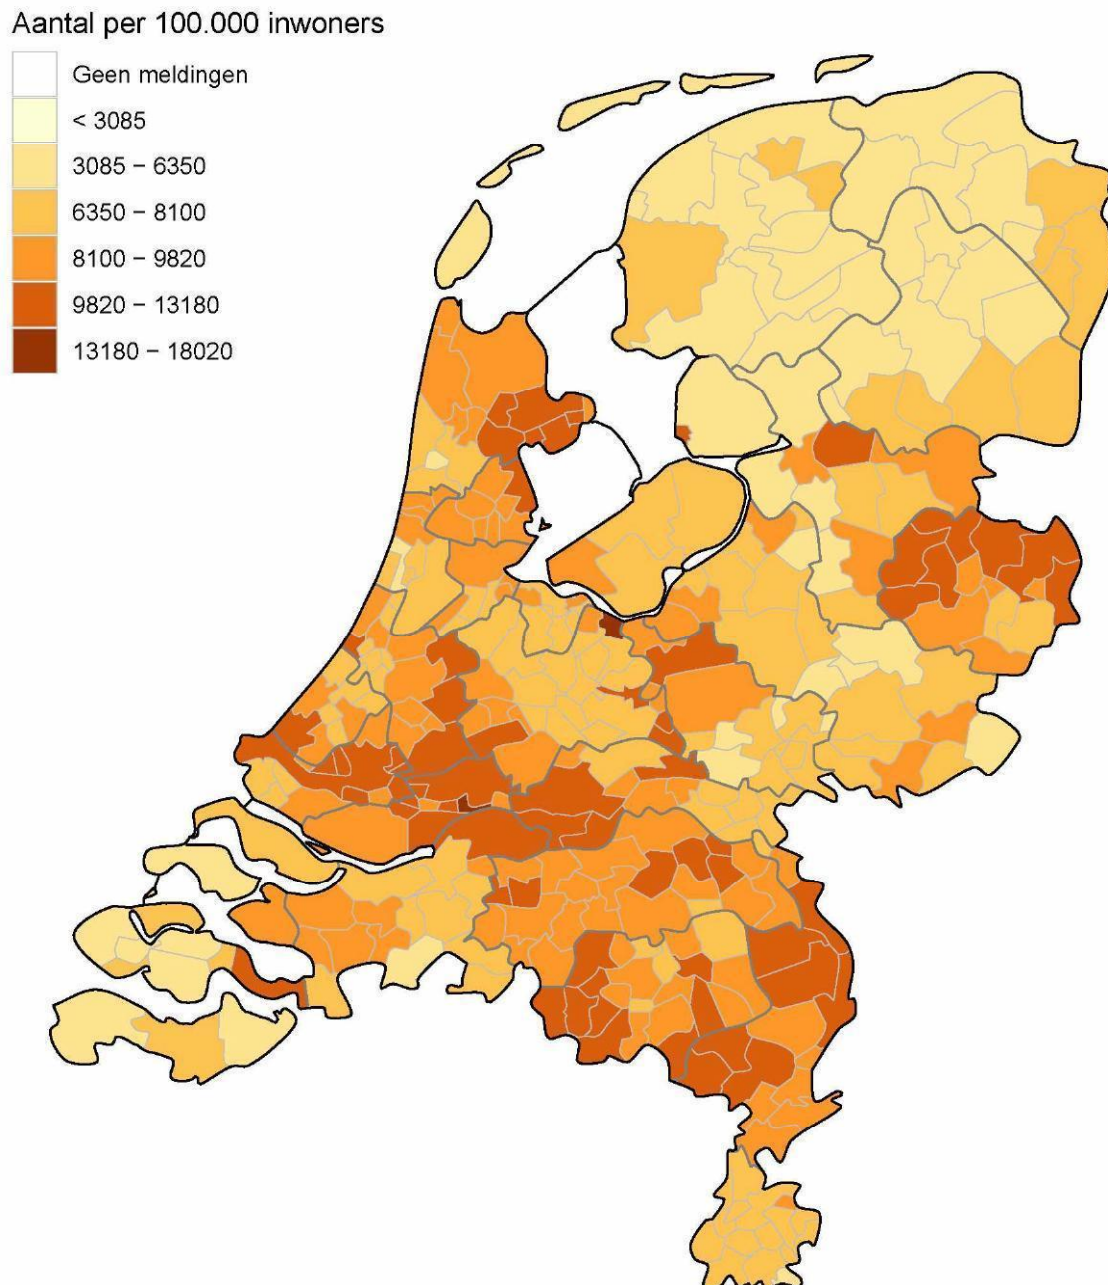 Aantal per 100.000 inwoners
Geen meldingen
< 3085
3085 − 6350
6350 − 8100
8100 − 9820
9820 − 13180
13180 − 18020